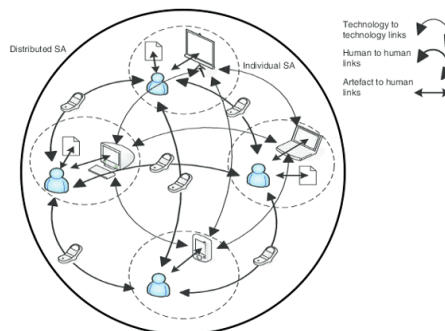 Technology to
technology links
Human to human
links
Artefact to human
links
Distributed SA
Individual SA